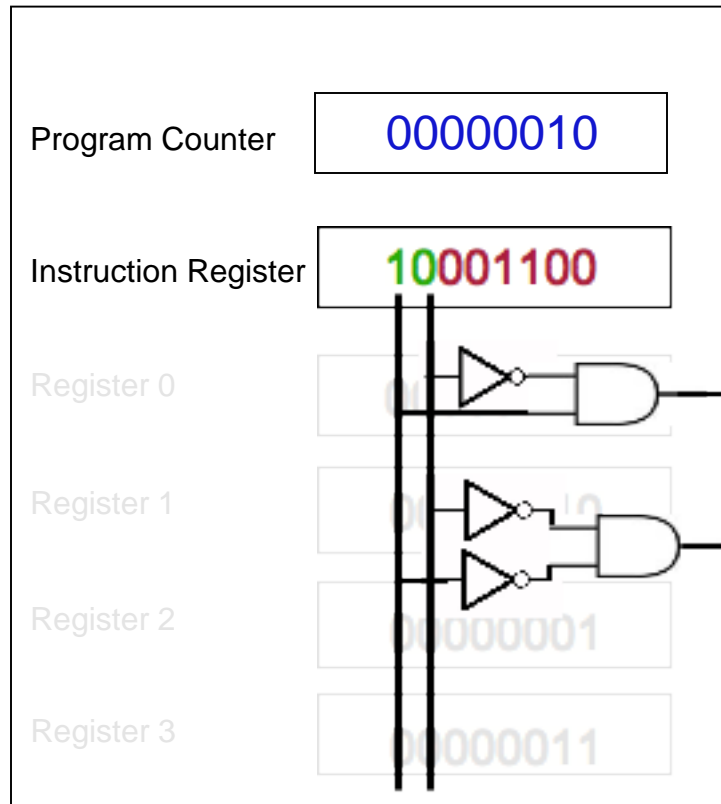 Program Counter 00000010
Instruction Register 10001100
Register 0
Register 1
Register 2 00000001
Register 3 00000011